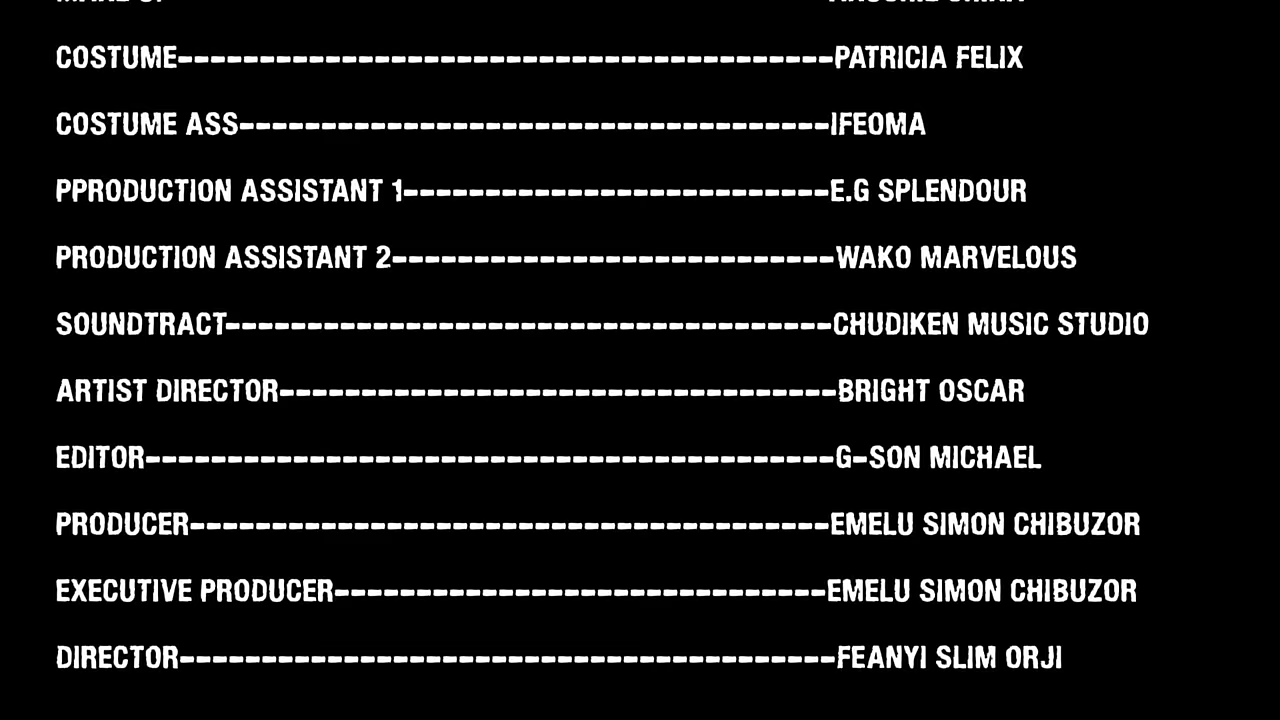 COSTUME----------------------------------------PATRICIA FELIX
COSTUME ASS------------------------------------IFEOMA
PPRODUCTION ASSISTANT 1--------------------------E.G SPLENDOUR
PRODUCTION ASSISTANT 2---------------------------WAKO MARVELOUS
SOUNDTRACT-------------------------------------CHUDIKEN MUSIC STUDIO
ARTIST DIRECTOR----------------------------------BRIGHT OSCAR
EDITOR------------------------------------------G-SON MICHAEL
PRODUCER---------------------------------------EMELU SIMON CHIBUZOR
EXECUTIVE PRODUCER------------------------------EMELU SIMON CHIBUZOR
DIRECTOR----------------------------------------FEANYI SLIM ORJI